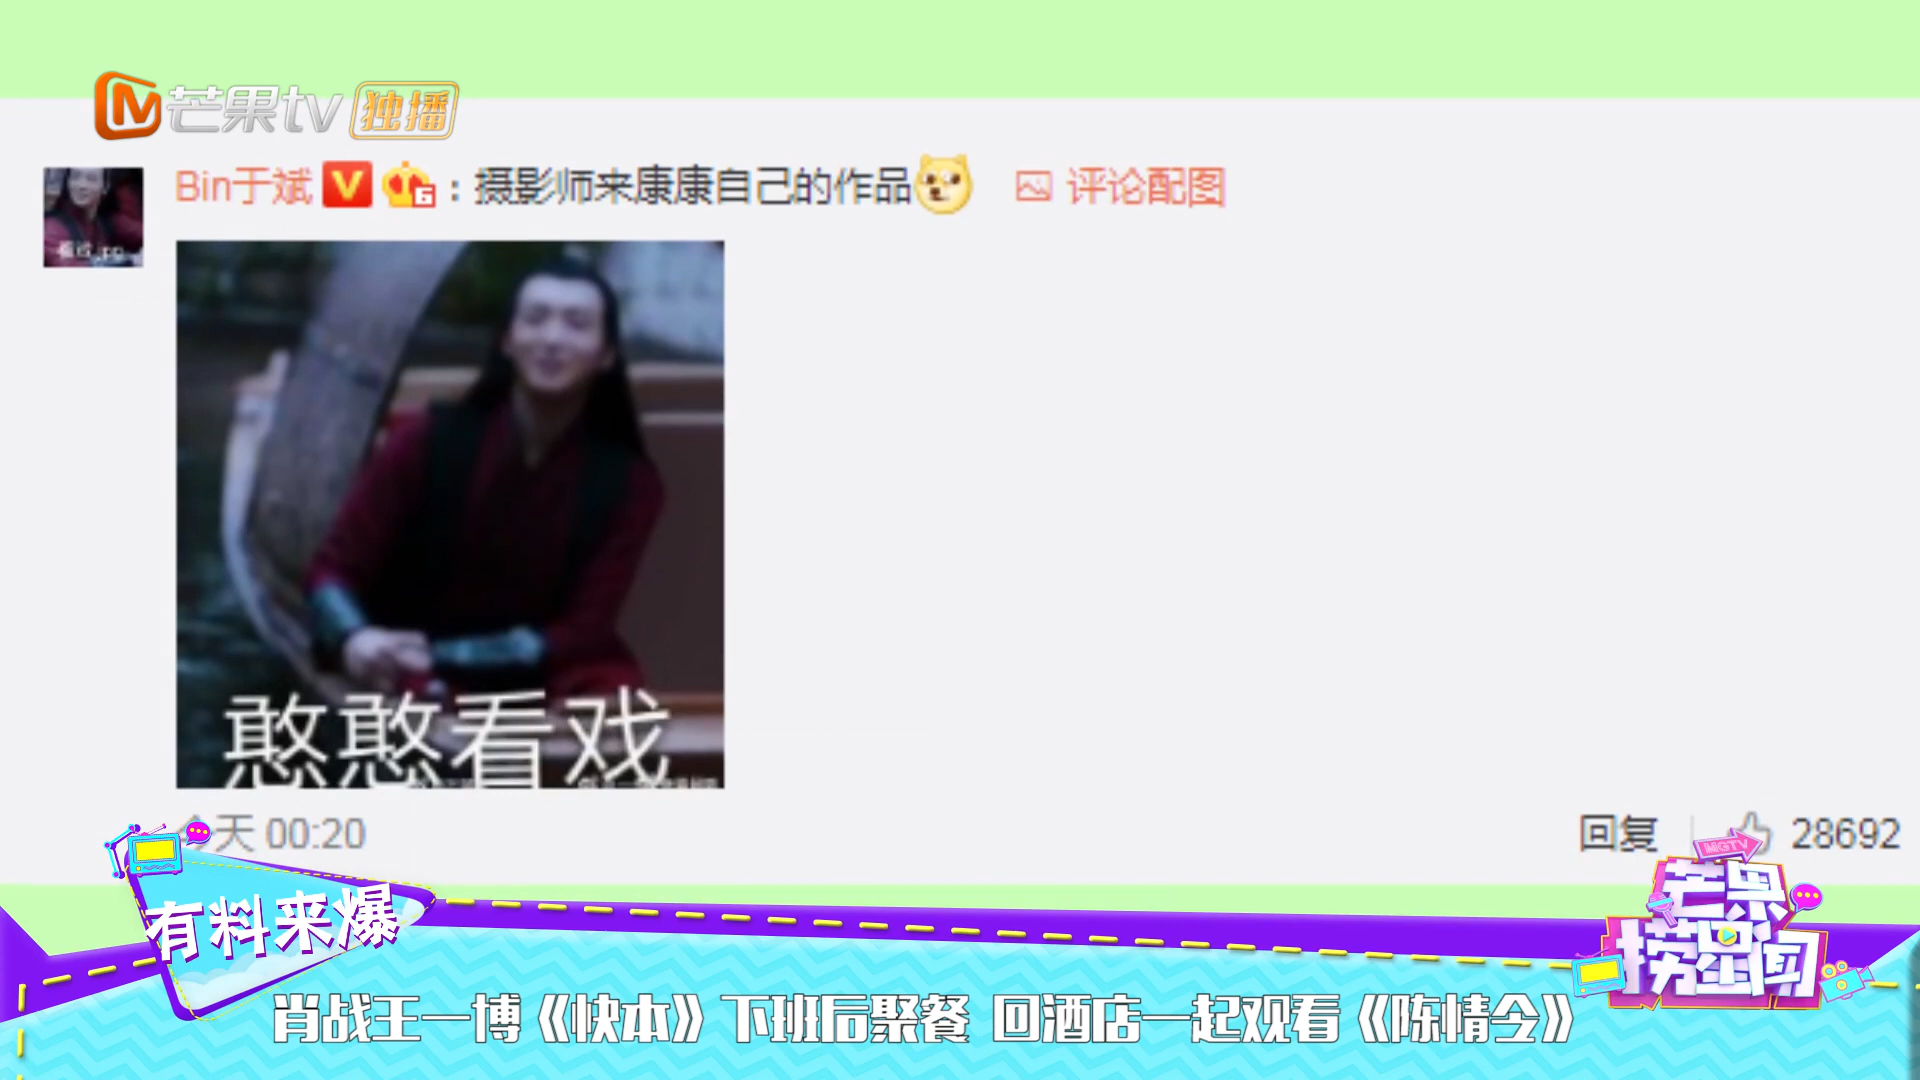 芒果tv 独播
Bin于斌 V 6 : 摄影师来康康自己的作品 评论配图
憨憨看戏
今天 00:20
回复 28692
MGTV
芒果
捞星闻
有料来爆
肖战王一博《快本》下班后聚餐 回酒店一起观看《陈情令》